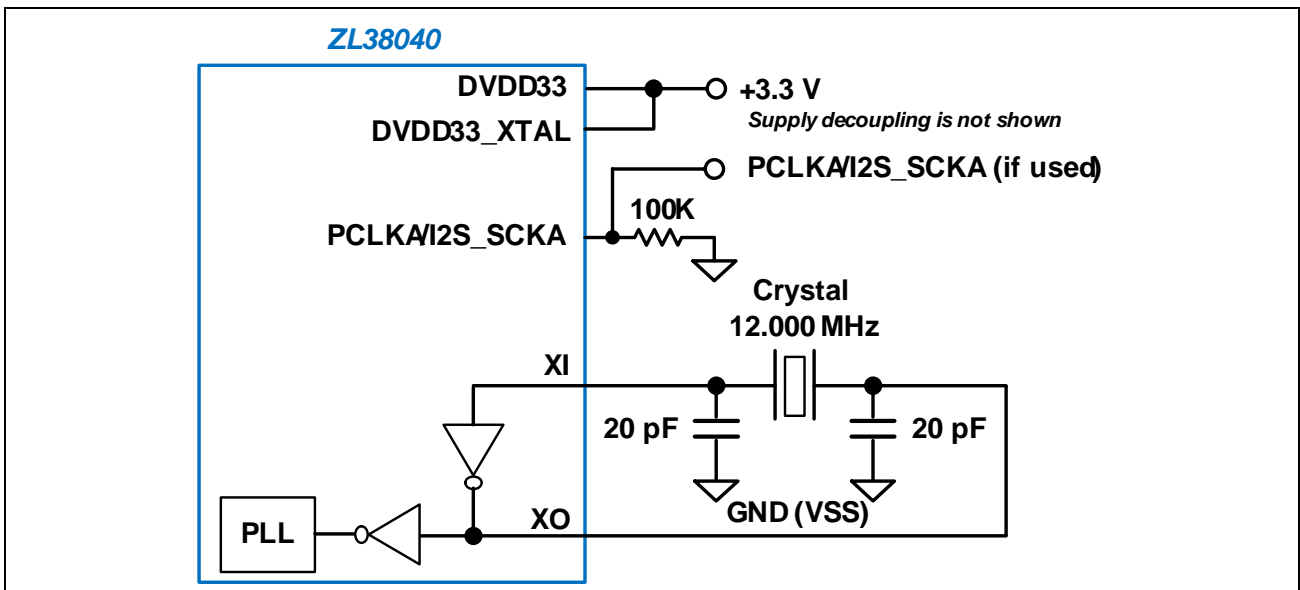 ZL38040
DVDD33
+3.3 V
Supply decoupling is not shown
DVDD33_XTAL
PCLKA/I2S_SCKA (if used)
100K
PCLKA/I2S_SCKA
Crystal
12.000 MHz
XI
20 pF
20 pF
GND (VSS)
XO
PLL